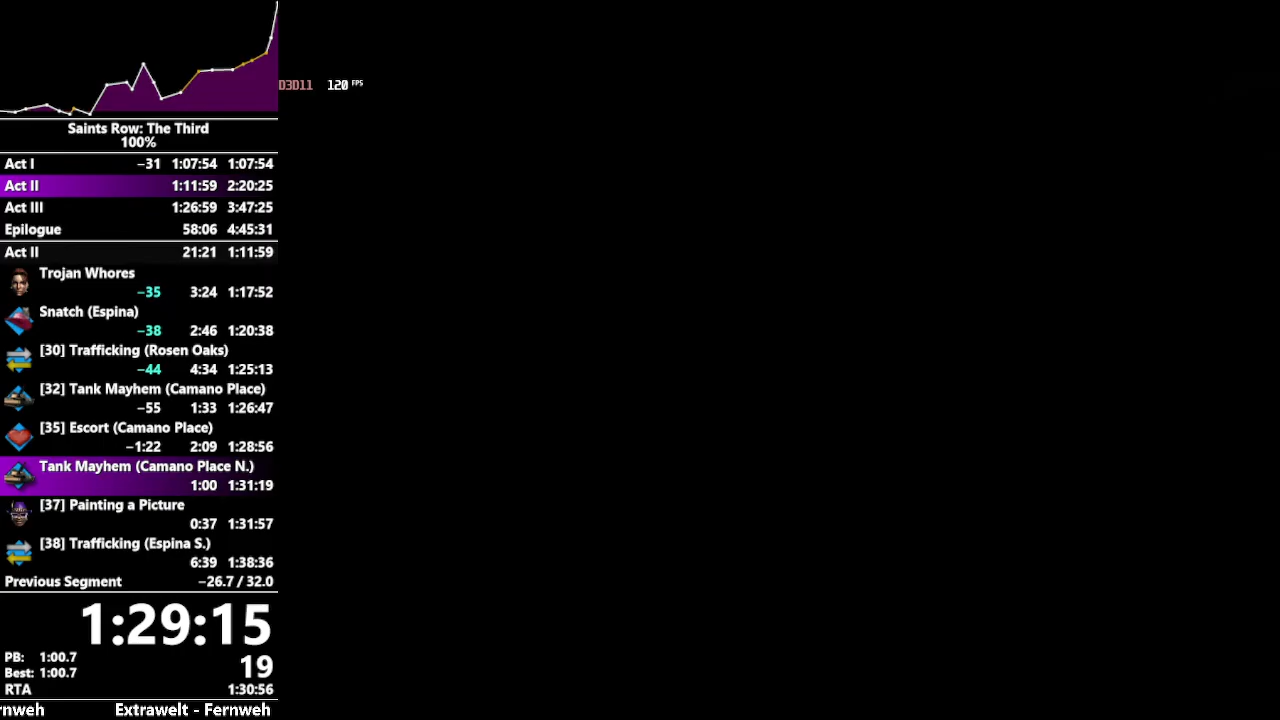 D3D11 120 FPS
Saints Row: The Third
100%
Act I −31 1:07:54 1:07:54
Act II 1:11:59 2:20:25
Act III 1:26:59 3:47:25
Epilogue 58:06 4:45:31
Act II 21:21 1:11:59
Trojan Whores
−35 3:24 1:17:52
Snatch (Espina)
−38 2:46 1:20:38
[30] Trafficking (Rosen Oaks)
−44 4:34 1:25:13
[32] Tank Mayhem (Camano Place)
−55 1:33 1:26:47
[35] Escort (Camano Place)
−1:22 2:09 1:28:56
Tank Mayhem (Camano Place N.)
1:00 1:31:19
[37] Painting a Picture
0:37 1:31:57
[38] Trafficking (Espina S.)
6:39 1:38:36
Previous Segment −26.7 / 32.0
1:29:15
PB: 1:00.7 19
Best: 1:00.7
RTA 1:30:56
rnweh Extrawelt - Fernweh